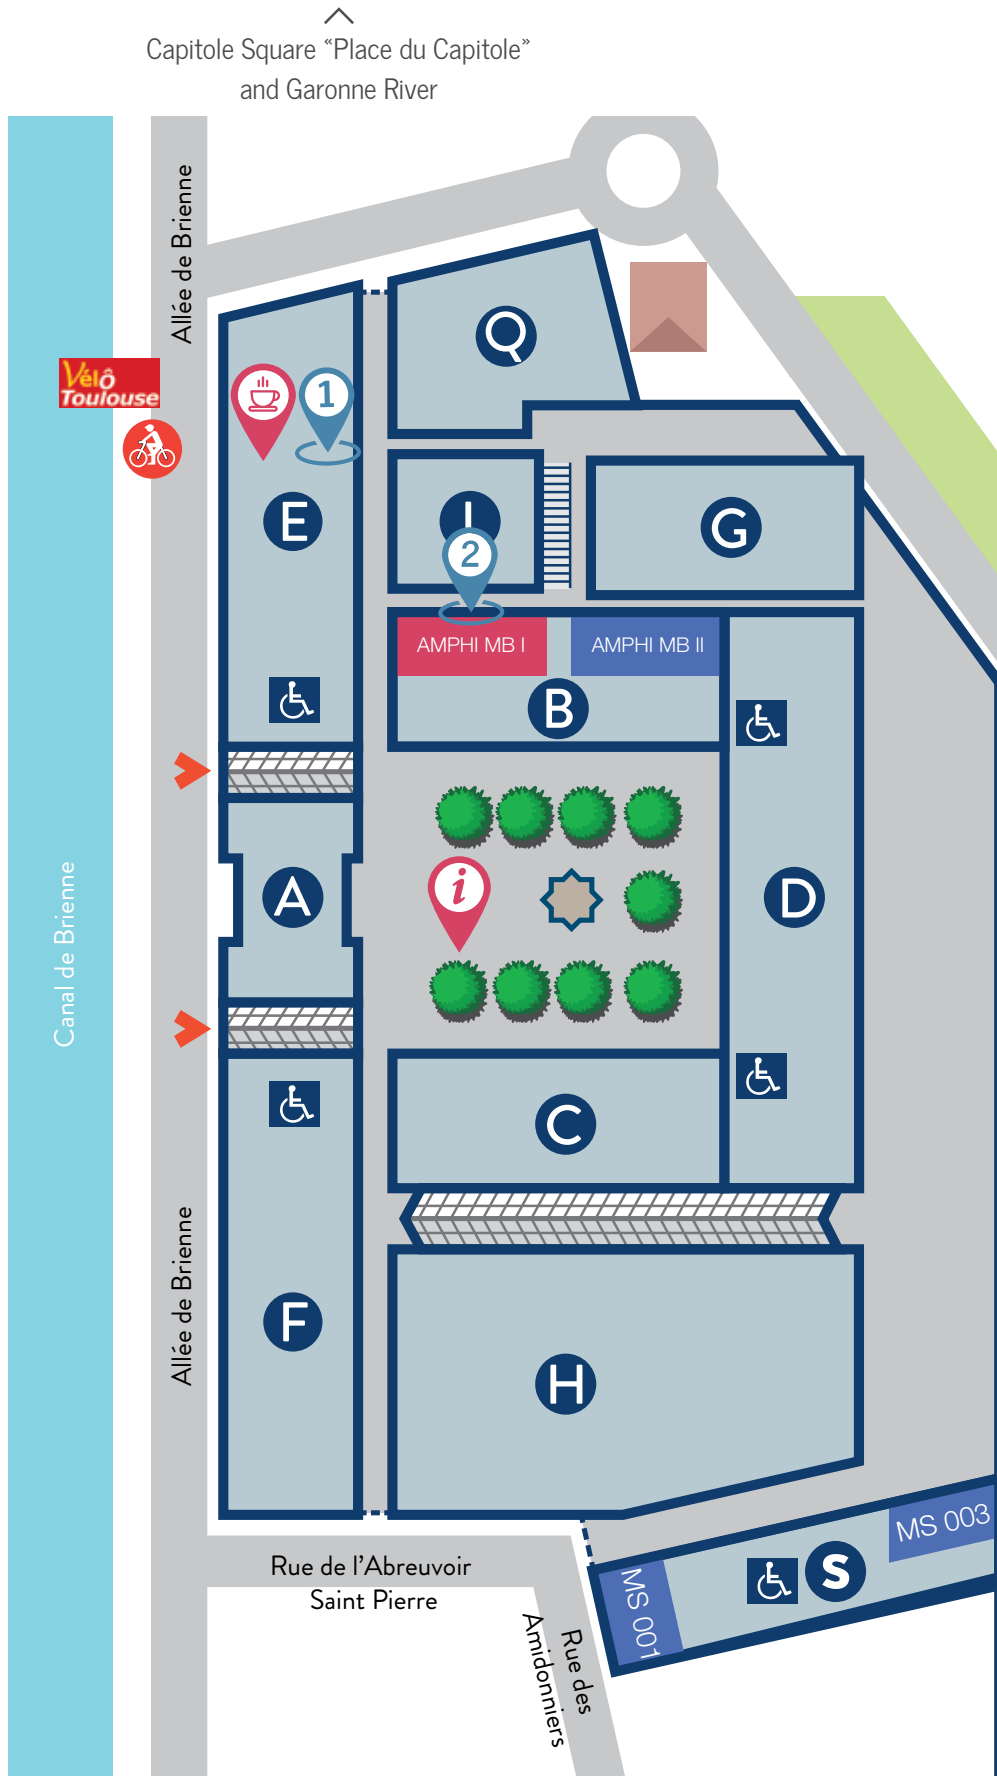 Capitole Square “Place du Capitole”
and Garonne River
Allée de Brienne
Q
Vélô
Toulouse
1
E
I
2
G
AMPHI MB I
AMPHI MB II
B
A
i
D
Canal de Brienne
C
Allée de Brienne
F
H
MS 003
S
MS 001
Rue de l'Abreuvoir
Saint Pierre
Rue des
Amidonniers